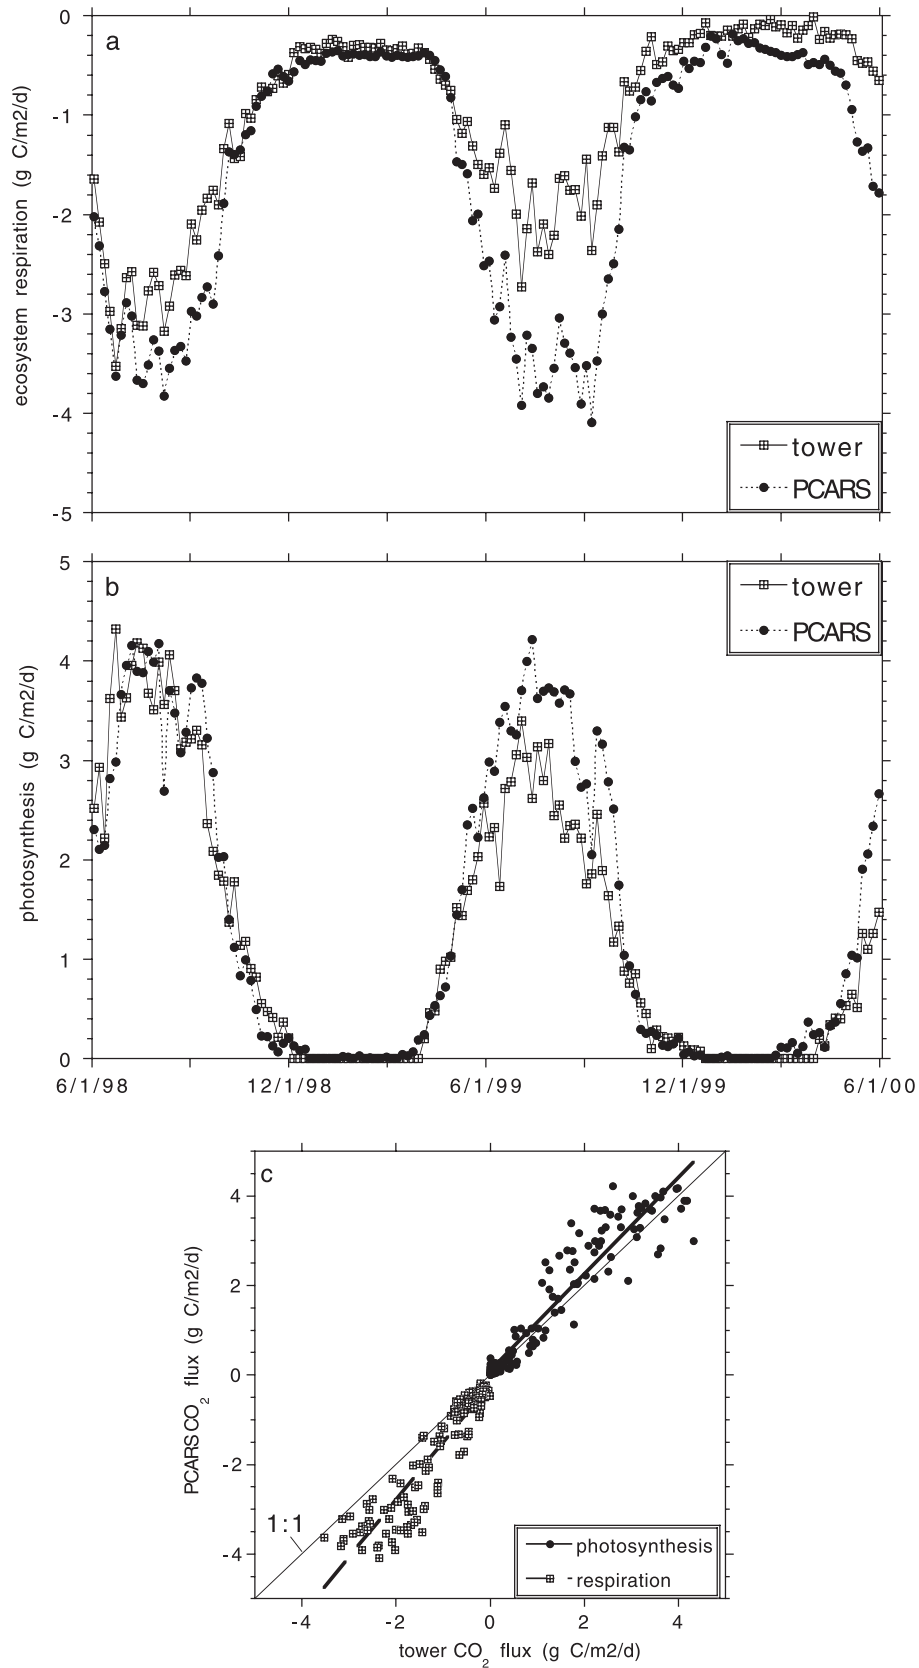 a
0
-1
-2
-3
-4
-5
ecosystem respiration (g C/m2/d)
tower
PCARS
b
5
4
3
2
1
0
photosynthesis (g C/m2/d)
tower
PCARS
6/1/98 12/1/98 6/1/99 12/1/99 6/1/00
c
4
2
0
-2
-4
PCARS CO2 flux (g C/m2/d)
1:1
photosynthesis
respiration
-4 -2 0 2 4
tower CO2 flux (g C/m2/d)